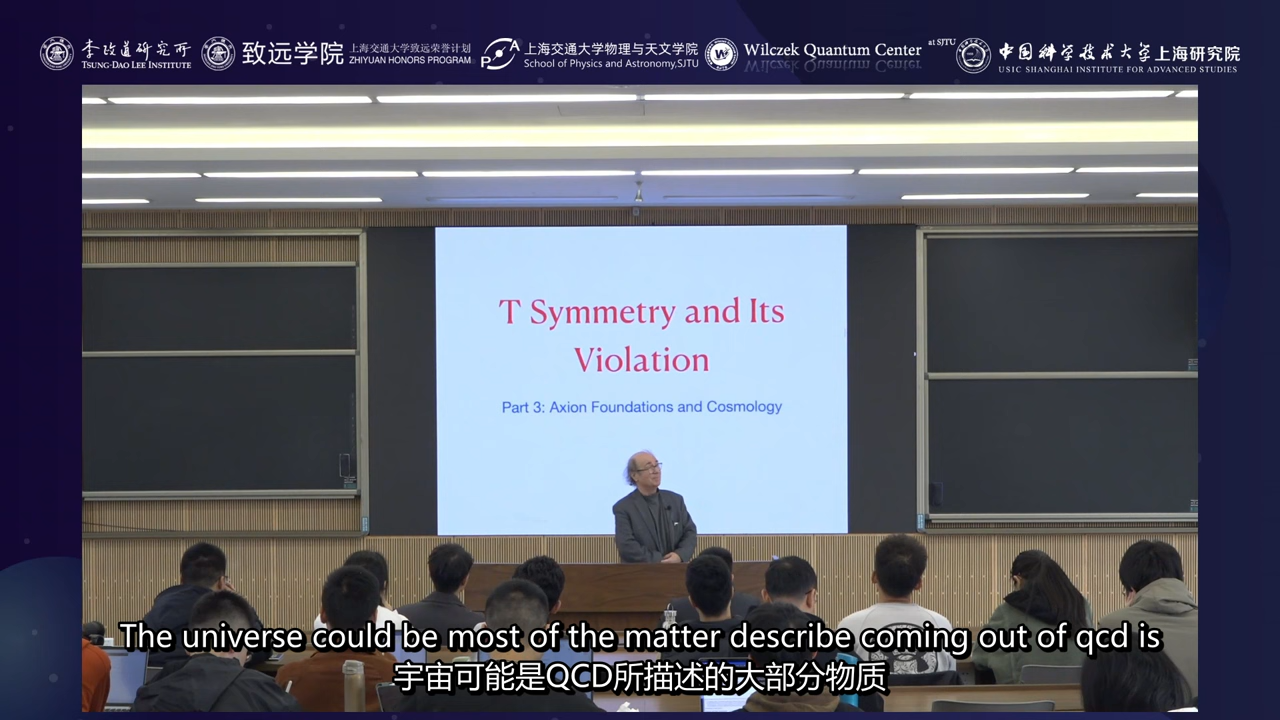 李政道研究所
TSUNG-DAO LEE INSTITUTE
致远学院
上海交通大学致远荣誉计划
ZHIYUAN HONORS PROGRAM
上海交通大学物理与天文学院
School of Physics and Astronomy,SJTU
Wilczek Quantum Center
at SJTU
中国科学技术大学上海研究院
USTC SHANGHAI INSTITUTE FOR ADVANCED STUDIES
T Symmetry and Its
Violation
Part 3: Axion Foundations and Cosmology
The universe could be most of the matter describe coming out of qcd is
宇宙可能是QCD所描述的大部分物质